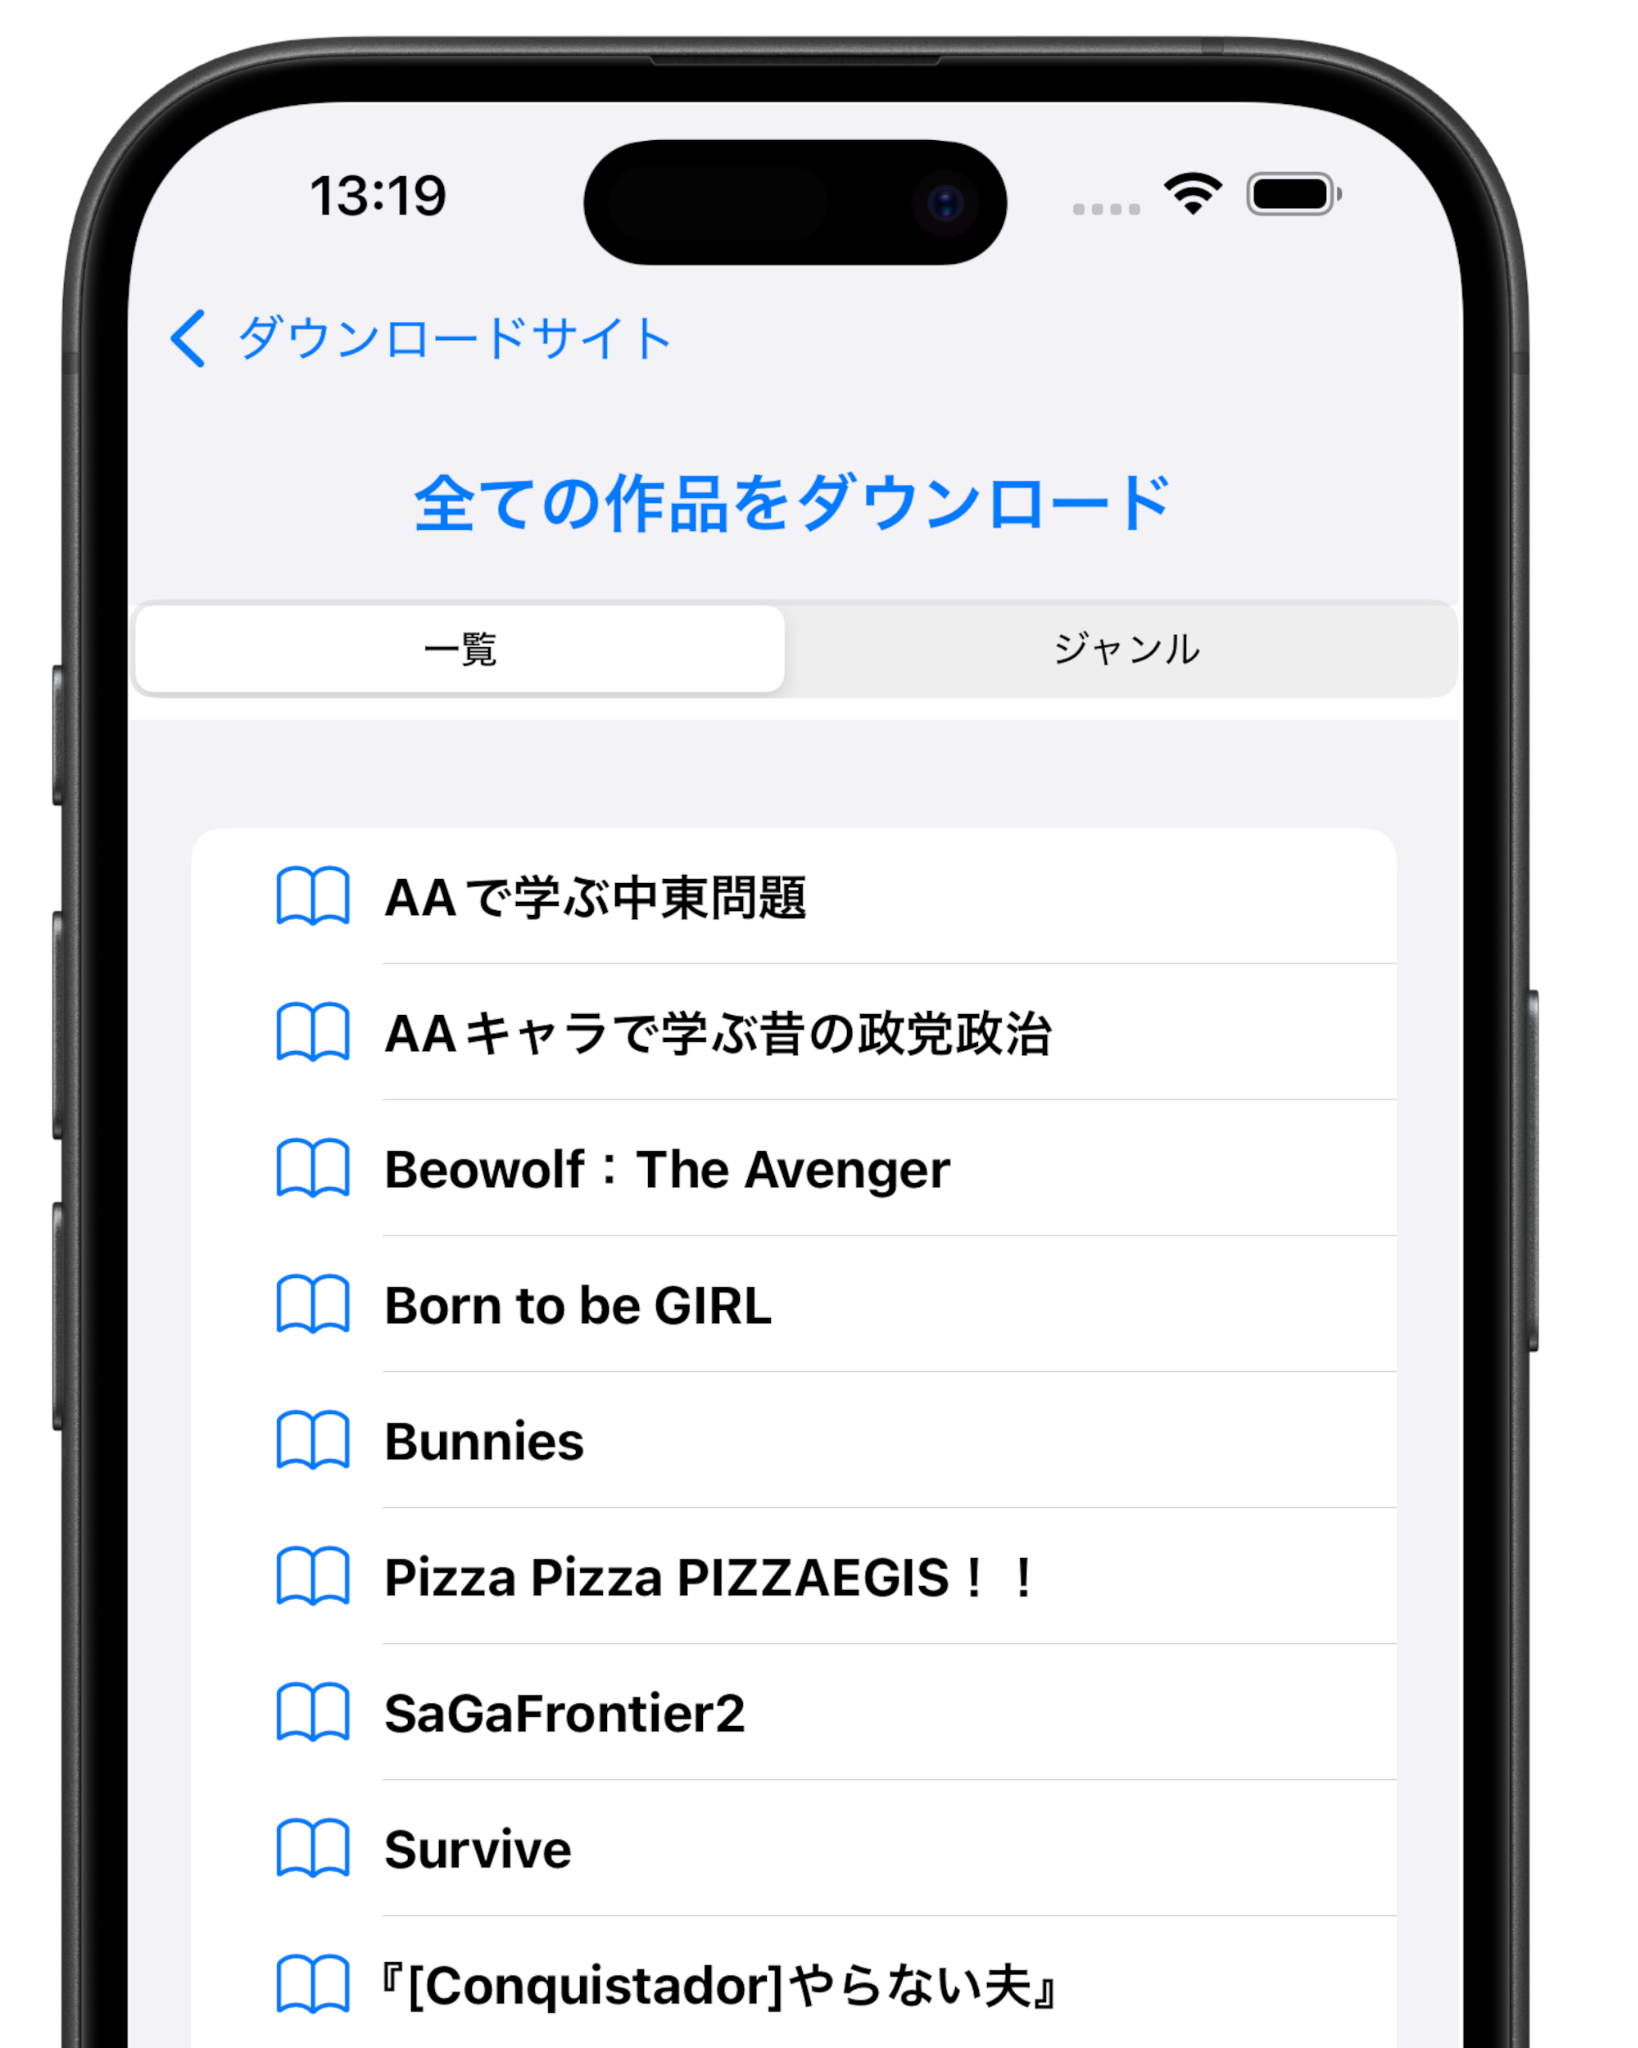 13:19
ダウンロードサイト
全ての作品をダウンロード
一覧
ジャンル
AAで学ぶ中東問題
AAキャラで学ぶ昔の政党政治
Beowolf：The Avenger
Born to be GIRL
Bunnies
Pizza Pizza PIZZAEGIS！！
SaGaFrontier2
Survive
『[Conquistador]やらない夫』